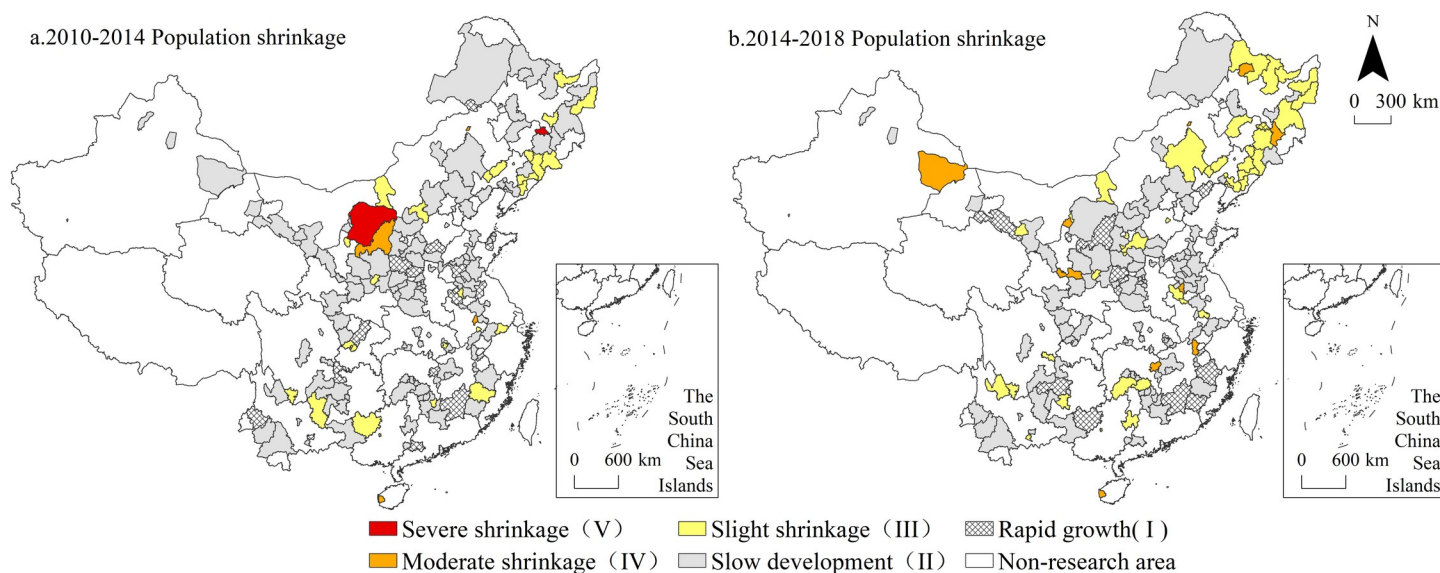 a.2010-2014 Population shrinkage
b.2014-2018 Population shrinkage
N
0 300 km
The
South
China
Sea
Islands
0 600 km
The
South
China
Sea
Islands
0 600 km
Severe shrinkage（V）
Slight shrinkage（III）
Rapid growth( I )
Moderate shrinkage（IV）
Slow development（II）
Non-research area